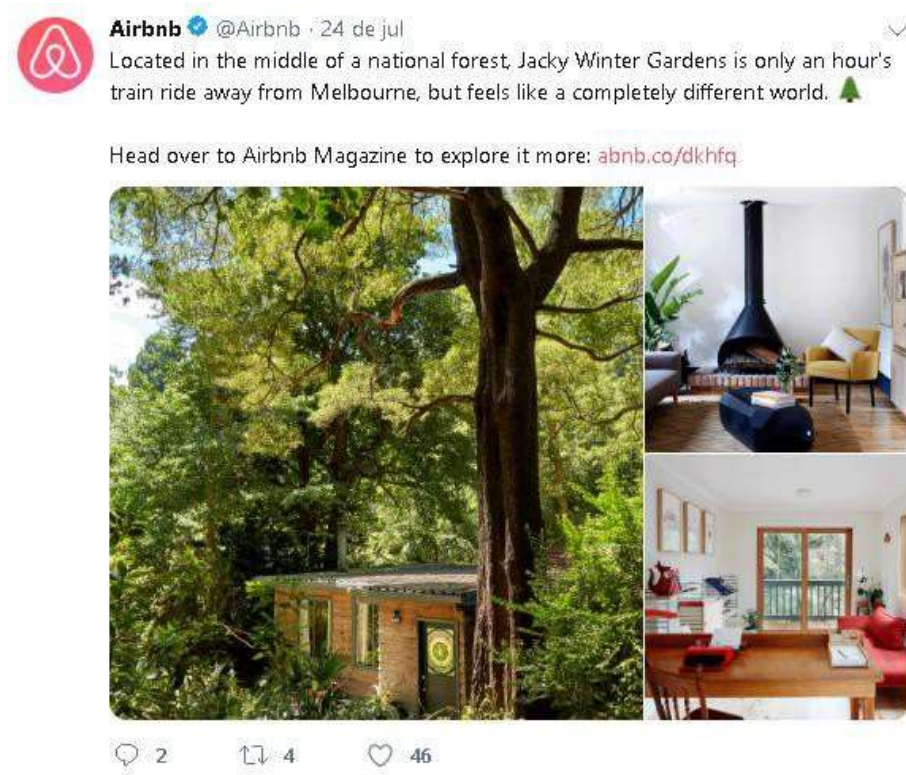 Airbnb @Airbnb · 24 de jul
Located in the middle of a national forest, Jacky Winter Gardens is only an hour's
train ride away from Melbourne, but feels like a completely different world.
Head over to Airbnb Magazine to explore it more: abnb.co/dkhfq
2 4 46